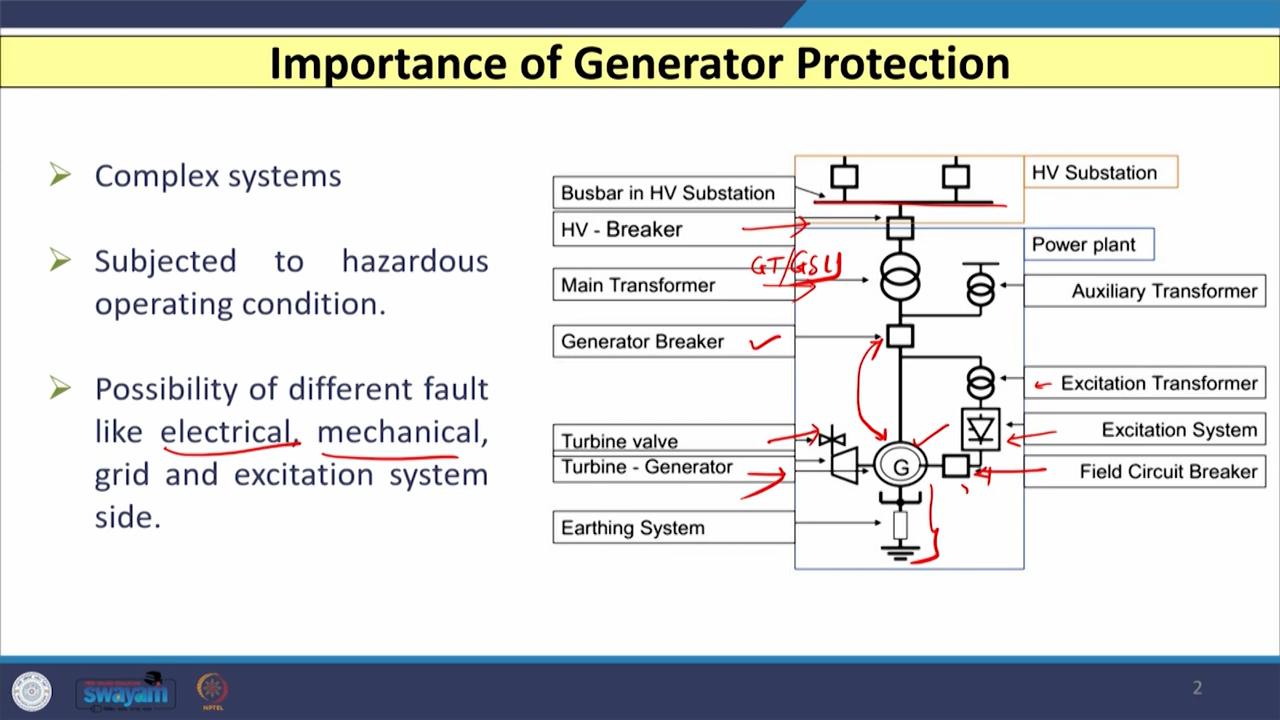 Importance of Generator Protection
Complex systems
Subjected to hazardous
operating condition.
Possibility of different fault
like electrical, mechanical,
grid and excitation system
side.
Busbar in HV Substation
HV - Breaker
GT/GSU
Main Transformer
Generator Breaker
Turbine valve
Turbine - Generator
Earthing System
G
HV Substation
Power plant
Auxiliary Transformer
Excitation Transformer
Excitation System
Field Circuit Breaker
swayam
NPTEL
2